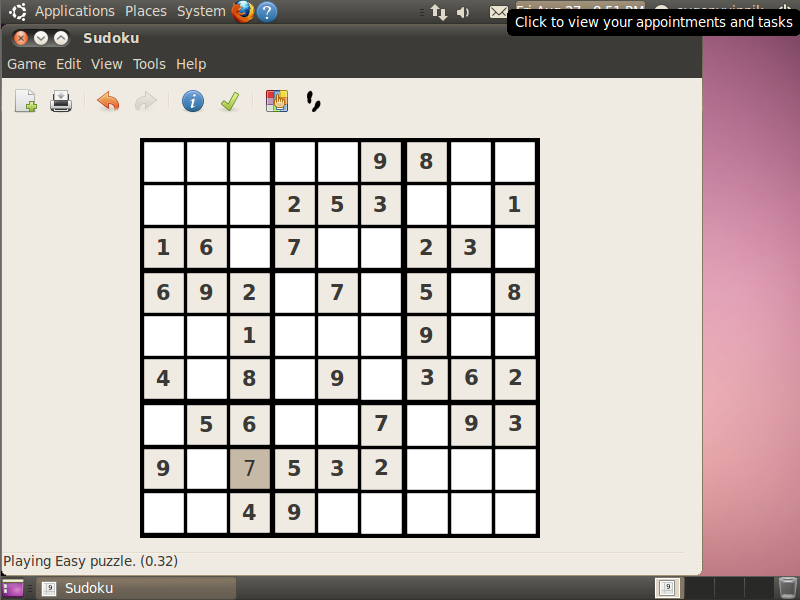 Applications Places System ?
Click to view your appointments and tasks
Sudoku
Game Edit View Tools Help
9 8
2 5 3 1
1 6 7 2 3
6 9 2 7 5 8
1 9
4 8 9 3 6 2
5 6 7 9 3
9 7 5 3 2
4 9
Playing Easy puzzle. (0.32)
Sudoku